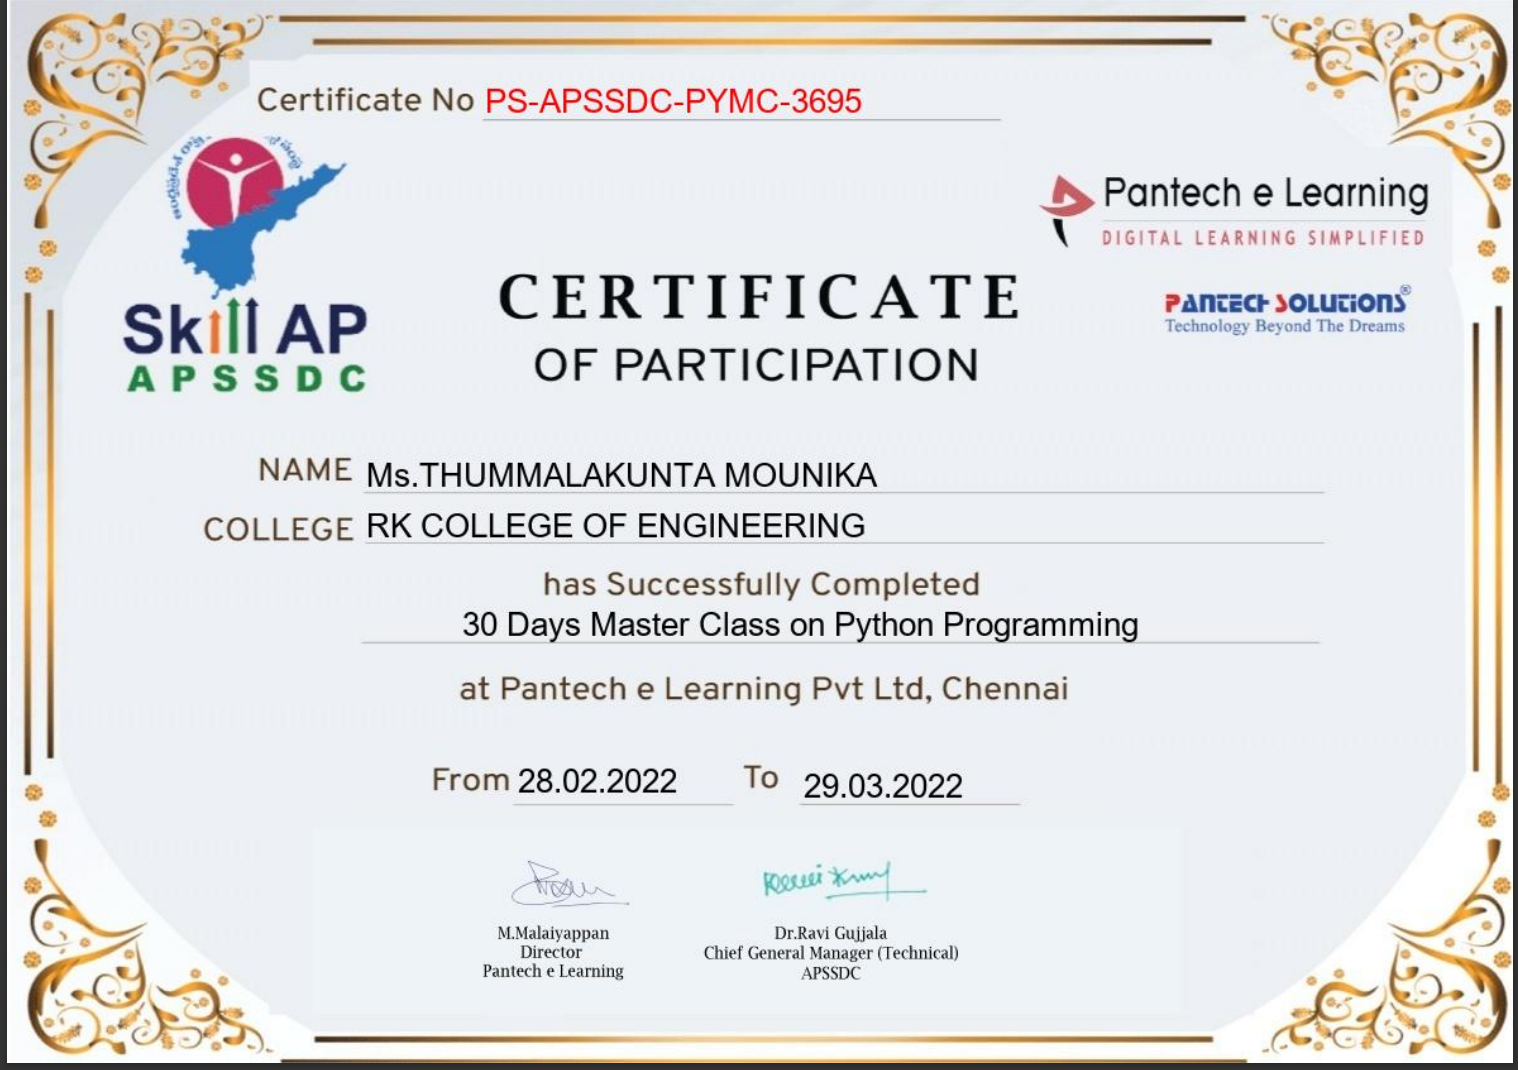 Certificate No PS-APSSDC-PYMC-3695
Skill AP
APSSDC
Pantech e Learning
DIGITAL LEARNING SIMPLIFIED
PANTECH SOLUTIONS®
Technology Beyond The Dreams
CERTIFICATE
OF PARTICIPATION
NAME Ms.THUMMALAKUNTA MOUNIKA
COLLEGE RK COLLEGE OF ENGINEERING
has Successfully Completed
30 Days Master Class on Python Programming
at Pantech e Learning Pvt Ltd, Chennai
From 28.02.2022 To 29.03.2022
M.Malaiyappan
Director
Pantech e Learning
Dr.Ravi Gujjala
Chief General Manager (Technical)
APSSDC